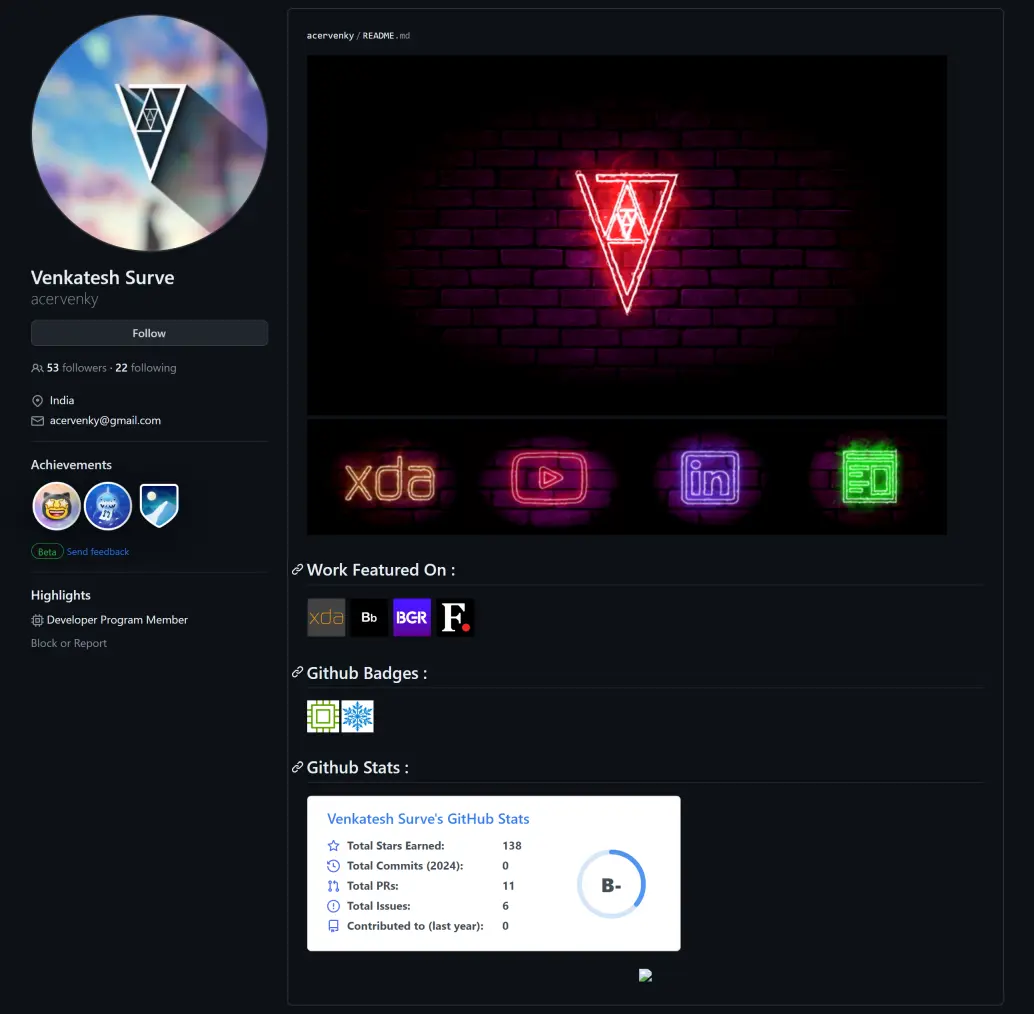 Venkatesh Surve
acervenky
Follow
53 followers · 22 following
India
acervenky@gmail.com
Achievements
Beta Send feedback
Highlights
Developer Program Member
Block or Report
acervenky / README.md
xda in
Work Featured On :
xda Bb BGR F.
Github Badges :
Github Stats :
Venkatesh Surve's GitHub Stats
Total Stars Earned: 138
Total Commits (2024): 0
Total PRs: 11
Total Issues: 6
Contributed to (last year): 0
B-